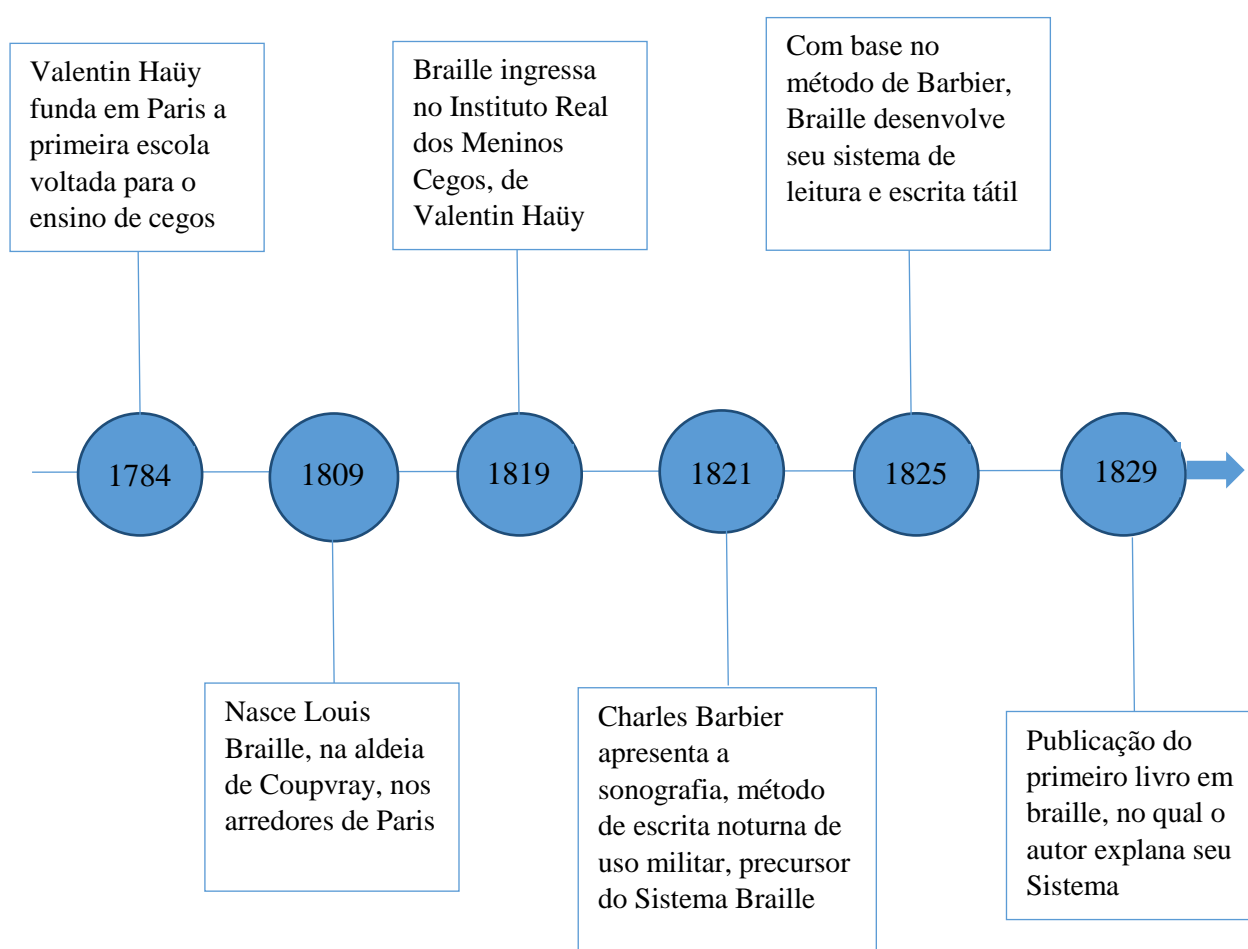 Valentin Haüy
funda em Paris a
primeira escola
voltada para o
ensino de cegos
Braille ingressa
no Instituto Real
dos Meninos
Cegos, de
Valentin Haüy
Com base no
método de Barbier,
Braille desenvolve
seu sistema de
leitura e escrita tátil
1784
1809
1819
1821
1825
1829
Nasce Louis
Braille, na aldeia
de Coupvray, nos
arredores de Paris
Charles Barbier
apresenta a
sonografia, método
de escrita noturna de
uso militar, precursor
do Sistema Braille
Publicação do
primeiro livro em
braille, no qual o
autor explana seu
Sistema